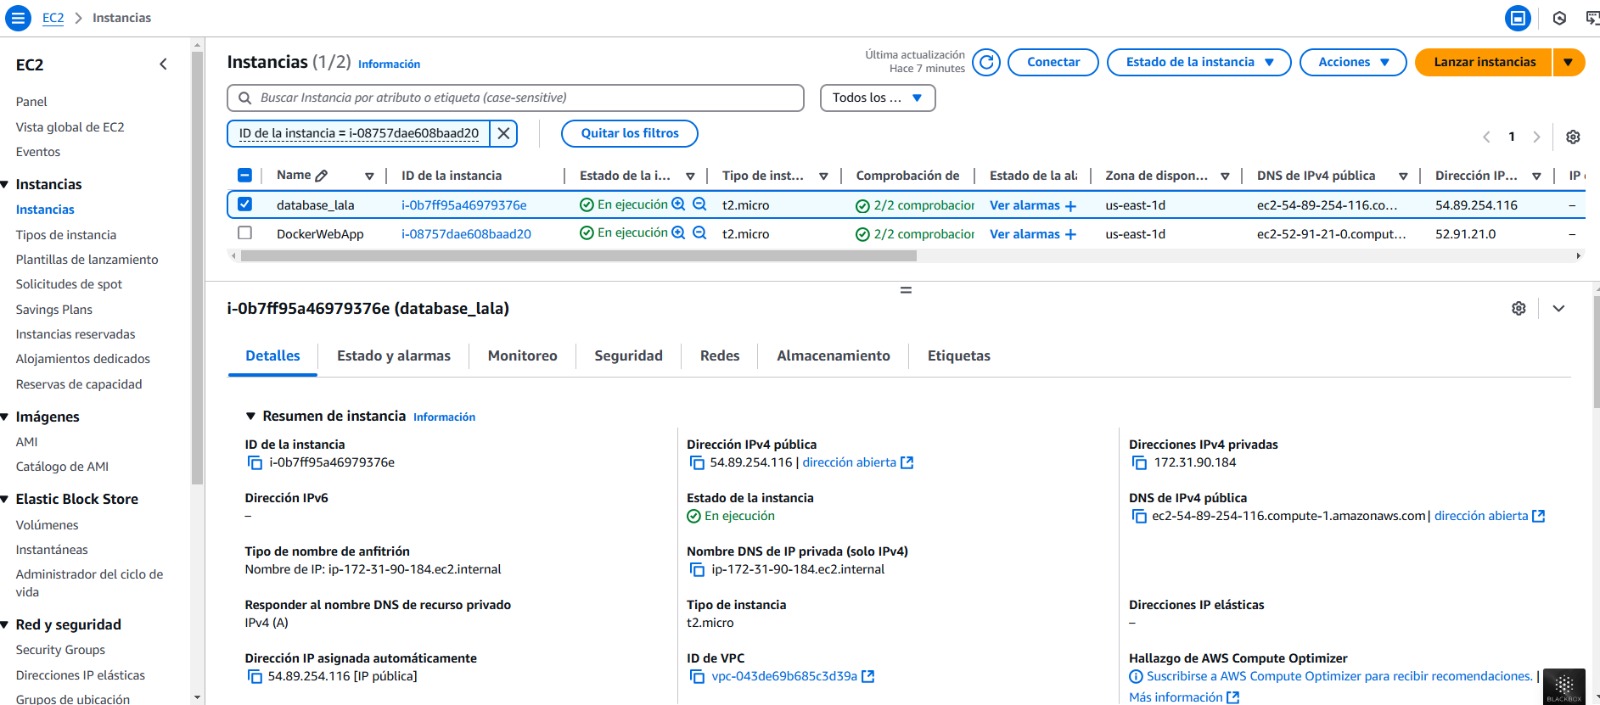 EC2 > Instancias
EC2
Panel
Vista global de EC2
Eventos
Instancias
Instancias
Tipos de instancia
Plantillas de lanzamiento
Solicitudes de spot
Savings Plans
Instancias reservadas
Alojamientos dedicados
Reservas de capacidad
Imágenes
AMI
Catálogo de AMI
Elastic Block Store
Volúmenes
Instantáneas
Administrador del ciclo de
vida
Red y seguridad
Security Groups
Direcciones IP elásticas
Grupos de ubicación
Instancias (1/2) Información
Última actualización
Hace 7 minutes
Conectar
Estado de la instancia
Acciones
Lanzar instancias
Buscar Instancia por atributo o etiqueta (case-sensitive)
Todos los ...
ID de la instancia = i-08757dae608baad20
Quitar los filtros
1
Name ID de la instancia Estado de la i... Tipo de inst... Comprobación de Estado de la ala Zona de dispon... DNS de IPv4 pública Dirección IP... IP
database_lala i-0b7ff95a46979376e En ejecución t2.micro 2/2 comprobacior Ver alarmas + us-east-1d ec2-54-89-254-116.co... 54.89.254.116 –
DockerWebApp i-08757dae608baad20 En ejecución t2.micro 2/2 comprobacior Ver alarmas + us-east-1d ec2-52-91-21-0.comput... 52.91.21.0 –
i-0b7ff95a46979376e (database_lala)
Detalles Estado y alarmas Monitoreo Seguridad Redes Almacenamiento Etiquetas
Resumen de instancia Información
ID de la instancia
i-0b7ff95a46979376e
Dirección IPv4 pública
54.89.254.116 | dirección abierta
Direcciones IPv4 privadas
172.31.90.184
Dirección IPv6
–
Estado de la instancia
En ejecución
DNS de IPv4 pública
ec2-54-89-254-116.compute-1.amazonaws.com | dirección abierta
Tipo de nombre de anfitrión
Nombre de IP: ip-172-31-90-184.ec2.internal
Nombre DNS de IP privada (solo IPv4)
ip-172-31-90-184.ec2.internal
Responder al nombre DNS de recurso privado
IPv4 (A)
Tipo de instancia
t2.micro
Direcciones IP elásticas
–
Dirección IP asignada automáticamente
54.89.254.116 [IP pública]
ID de VPC
vpc-043de69b685c3d39a
Hallazgo de AWS Compute Optimizer
Suscribirse a AWS Compute Optimizer para recibir recomendaciones. |
Más información
BLACKBOX